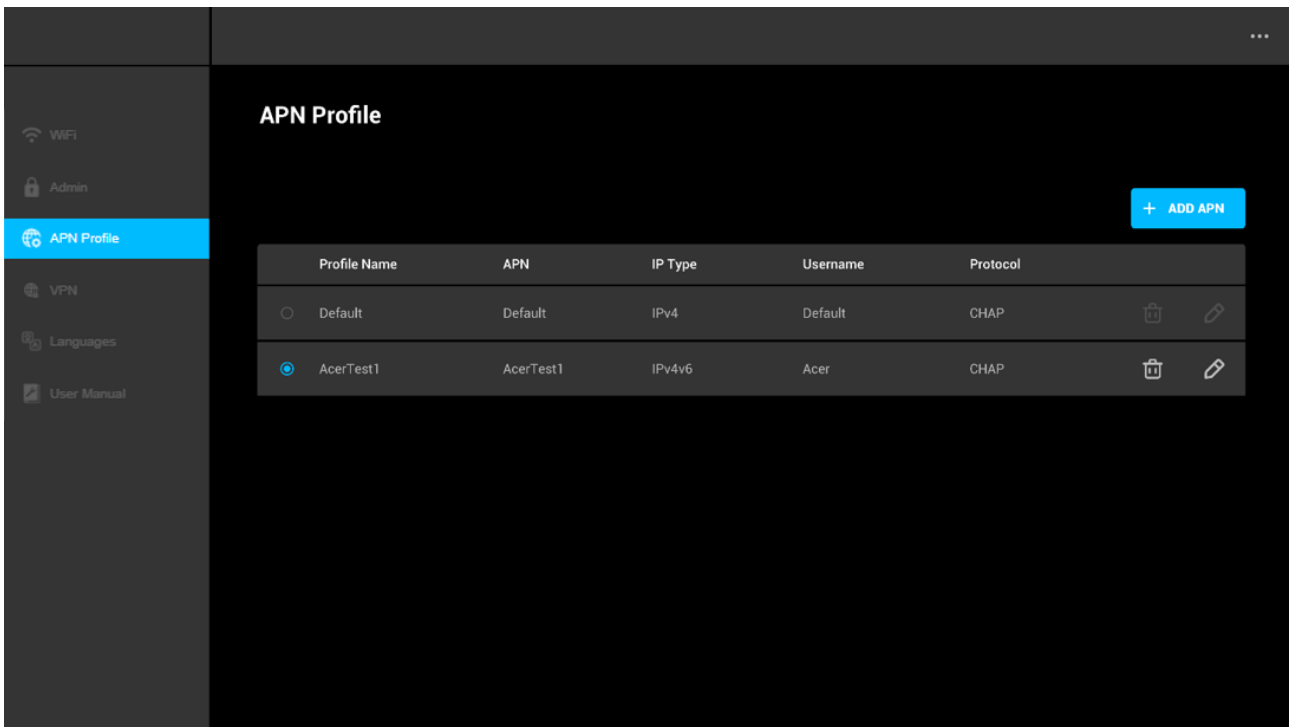 WiFi
Admin
APN Profile
VPN
Languages
User Manual
APN Profile
+ ADD APN
Profile Name APN IP Type Username Protocol
Default Default IPv4 Default CHAP
AcerTest1 AcerTest1 IPv4v6 Acer CHAP